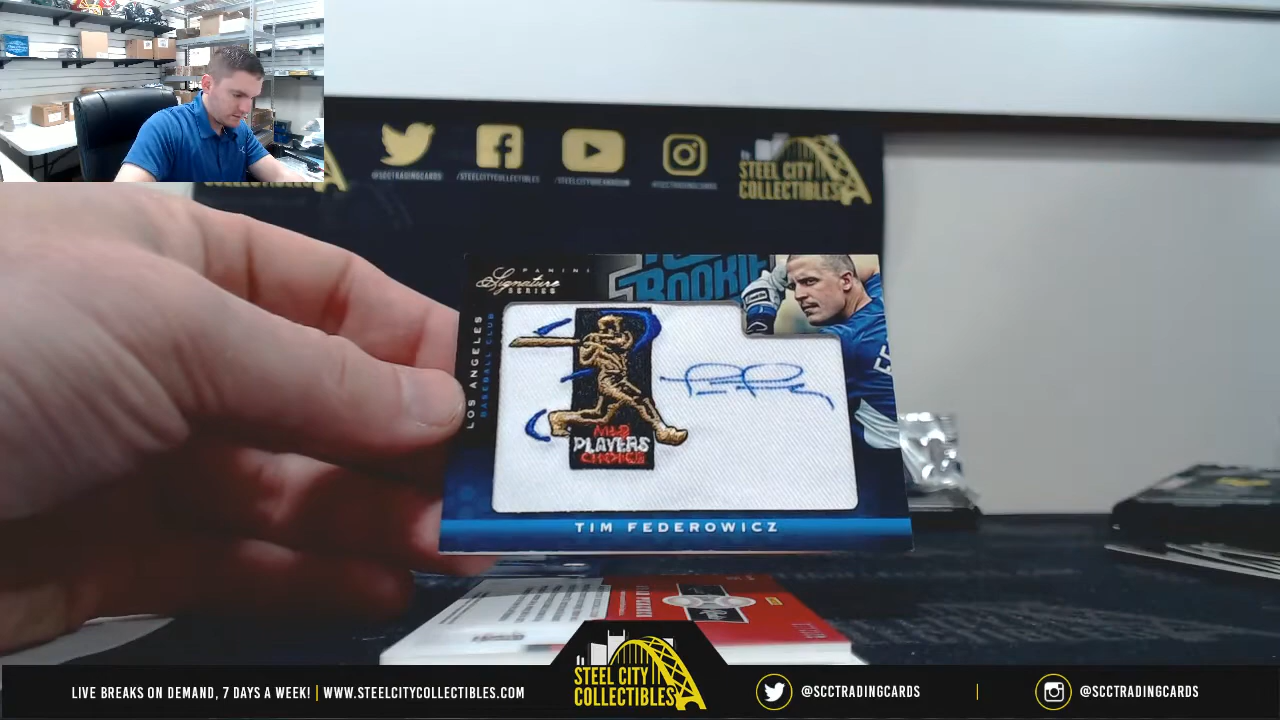 @SCCTRADINGCARDS
/STEELCITYCOLLECTIBLES
/STEELCITYBREAKROOM
@SCCTRADINGCARDS
STEEL CITY
COLLECTIBLES
PANINI
Signature
SERIES
ROOKIE
LOS ANGELES
BASEBALL CLUB
MLB
PLAYERS
CHOICE
TIM FEDEROWICZ
LIVE BREAKS ON DEMAND, 7 DAYS A WEEK! | WWW.STEELCITYCOLLECTIBLES.COM
STEEL CITY
COLLECTIBLES
@SCCTRADINGCARDS
|
@SCCTRADINGCARDS